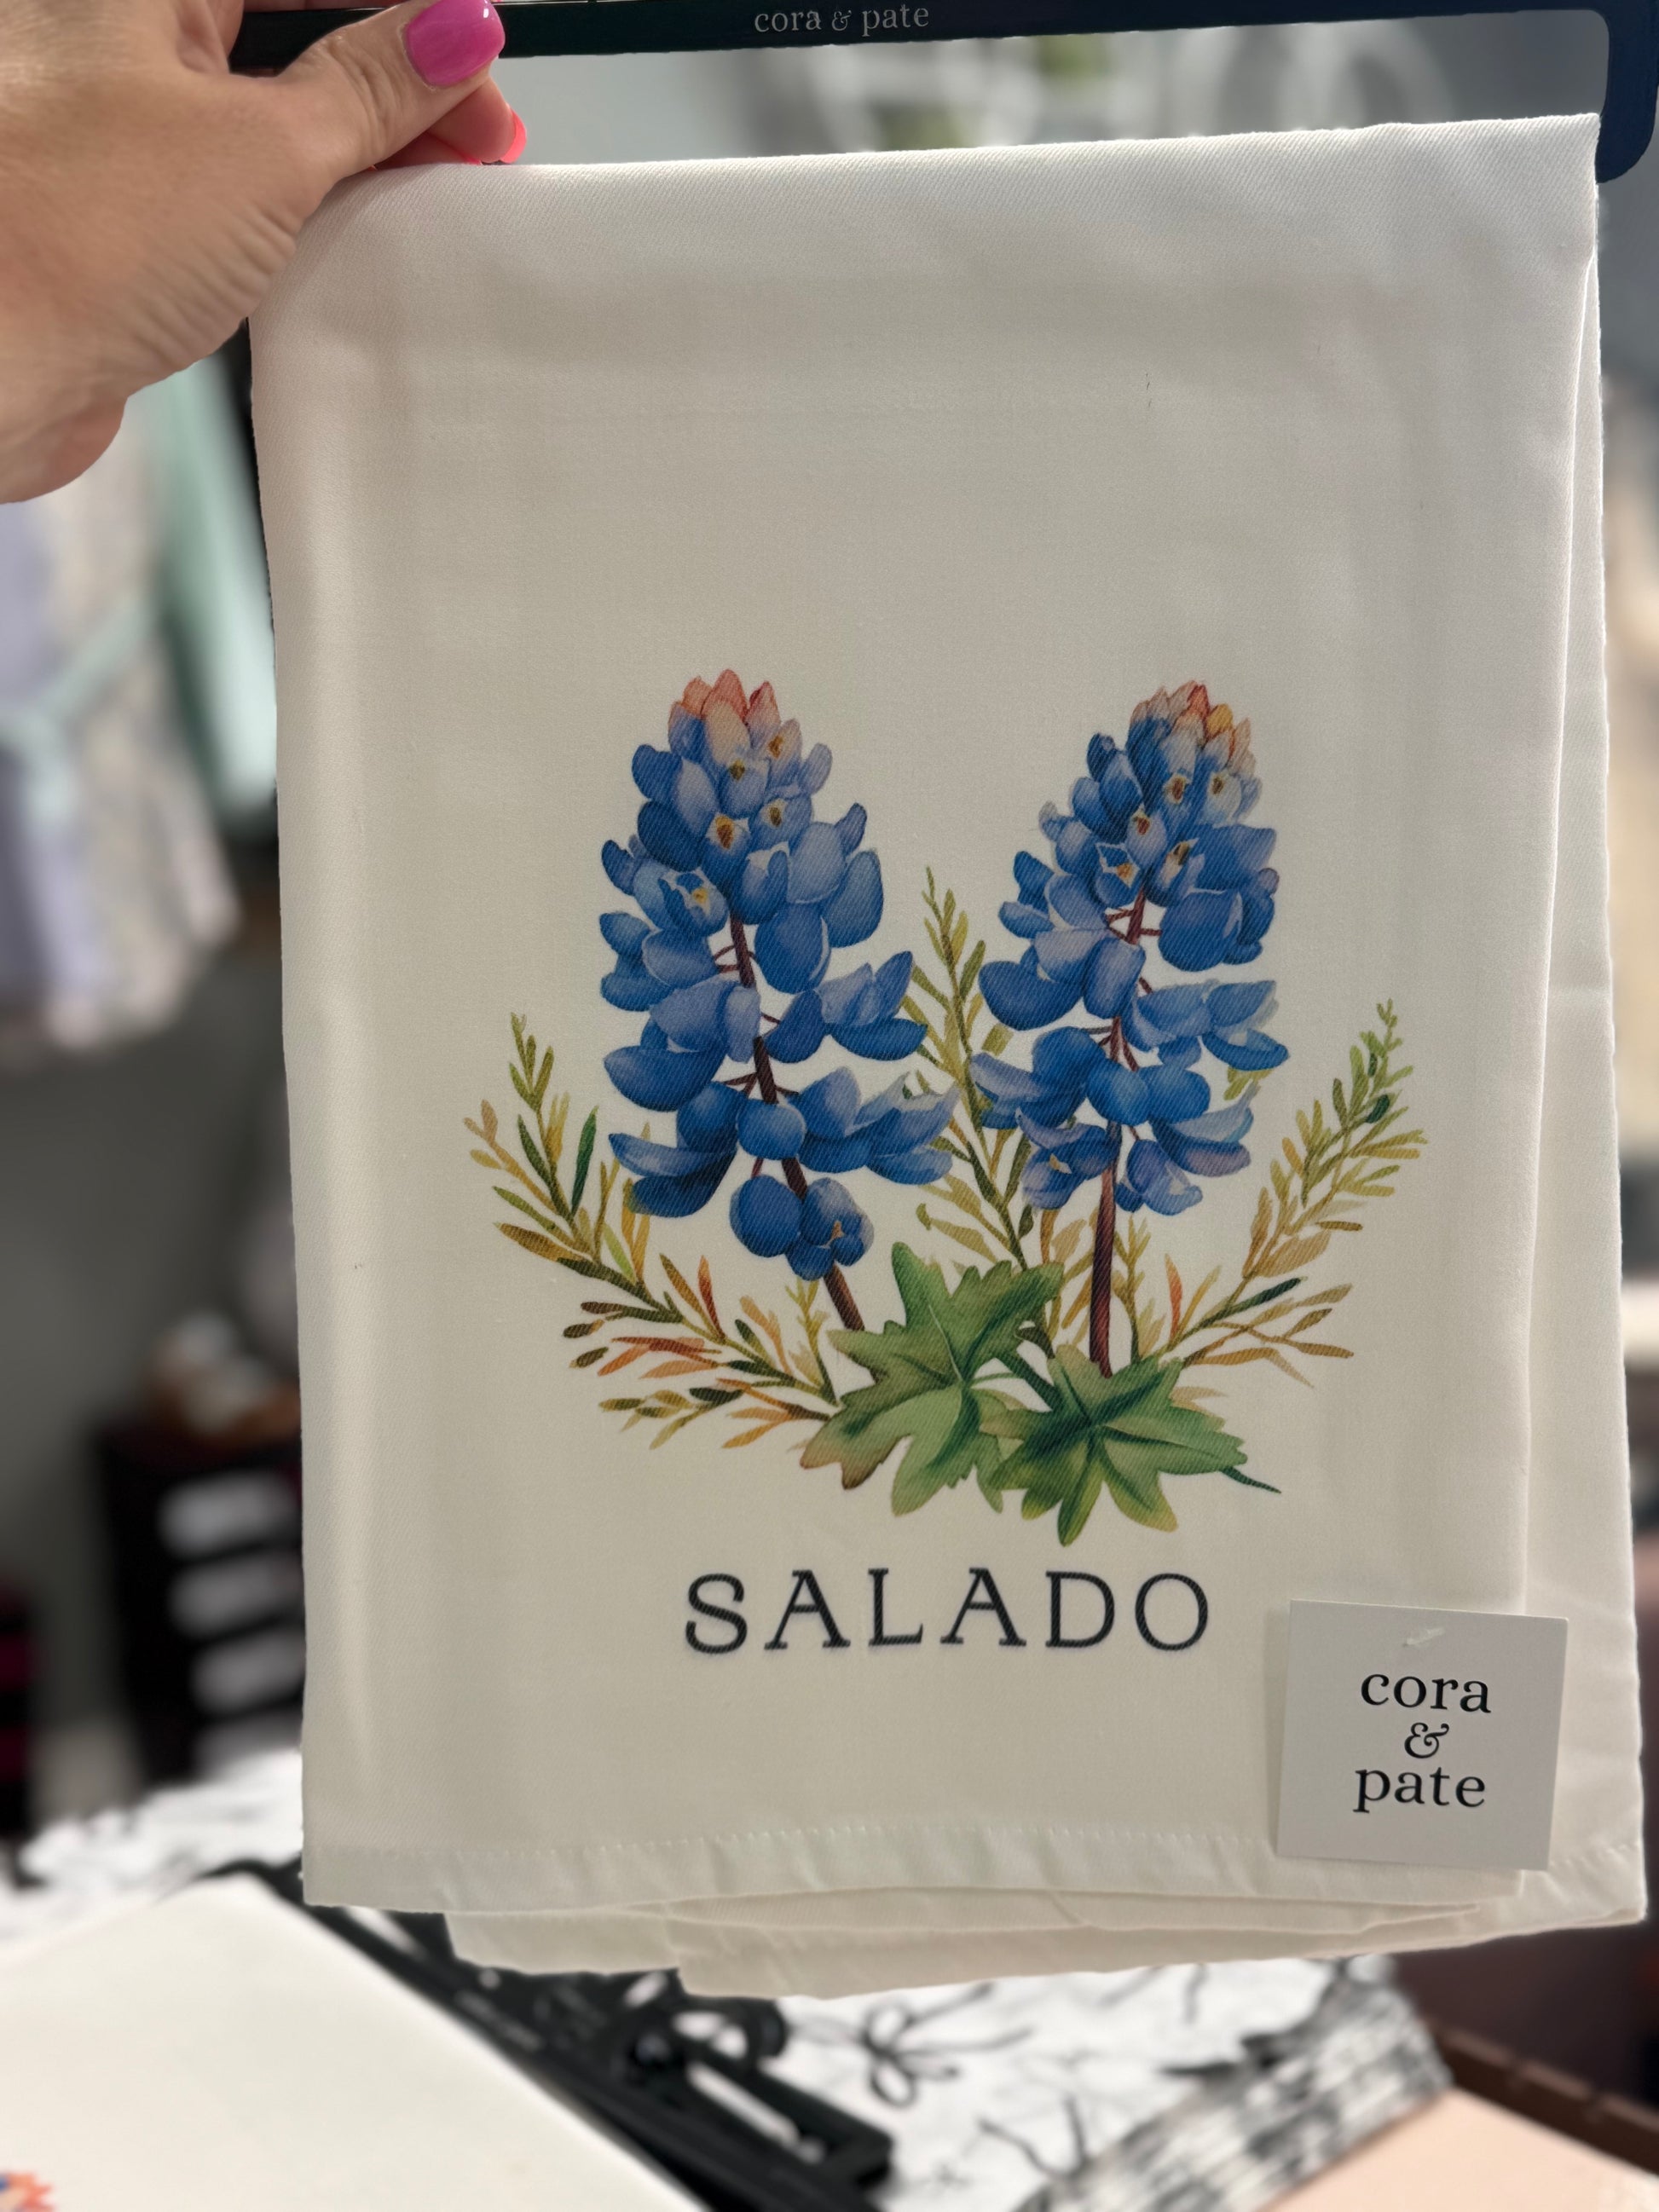 cora & pate
SALADO
cora
&
pate